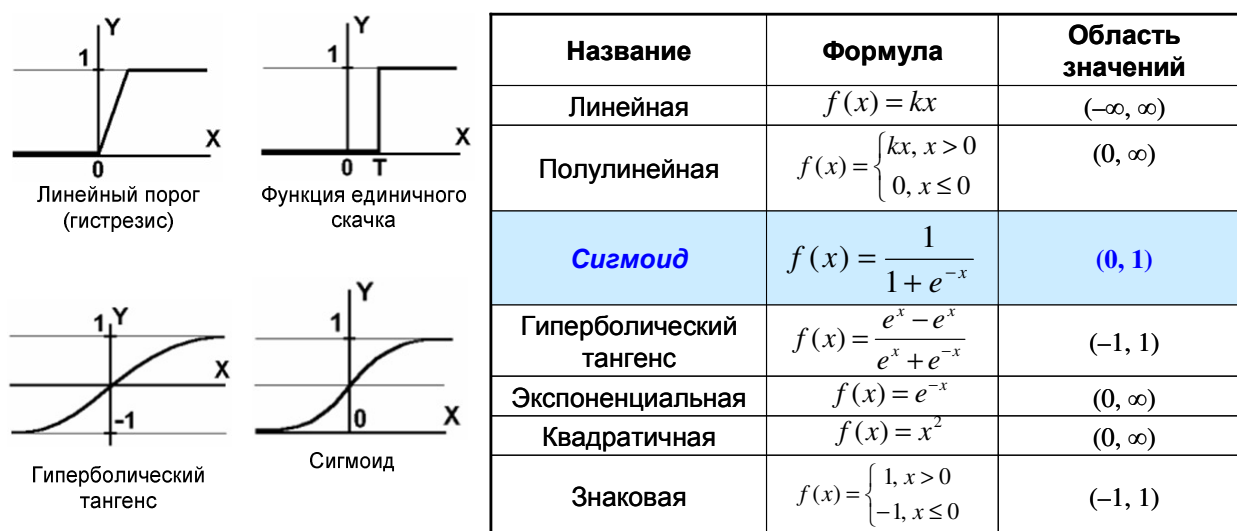 Y
1
X
0
Линейный порог
(гистрезис)
Y
1
X
0 T
Функция единичного
скачка
1 Y
X
-1
Гиперболический
тангенс
Y
1
0
X
Сигмоид
Название Формула Область
значений
Линейная f(x) = kx (–∞, ∞)
Полулинейная f(x) = {kx, x > 0
0, x ≤ 0 (0, ∞)
Сигмоид f(x) = 1 / (1 + e^{-x}) (0, 1)
Гиперболический
тангенс f(x) = (e^x − e^x) / (e^x + e^{-x}) (–1, 1)
Экспоненциальная f(x) = e^{-x} (0, ∞)
Квадратичная f(x) = x^2 (0, ∞)
Знаковая f(x) = {1, x > 0
−1, x ≤ 0 (–1, 1)